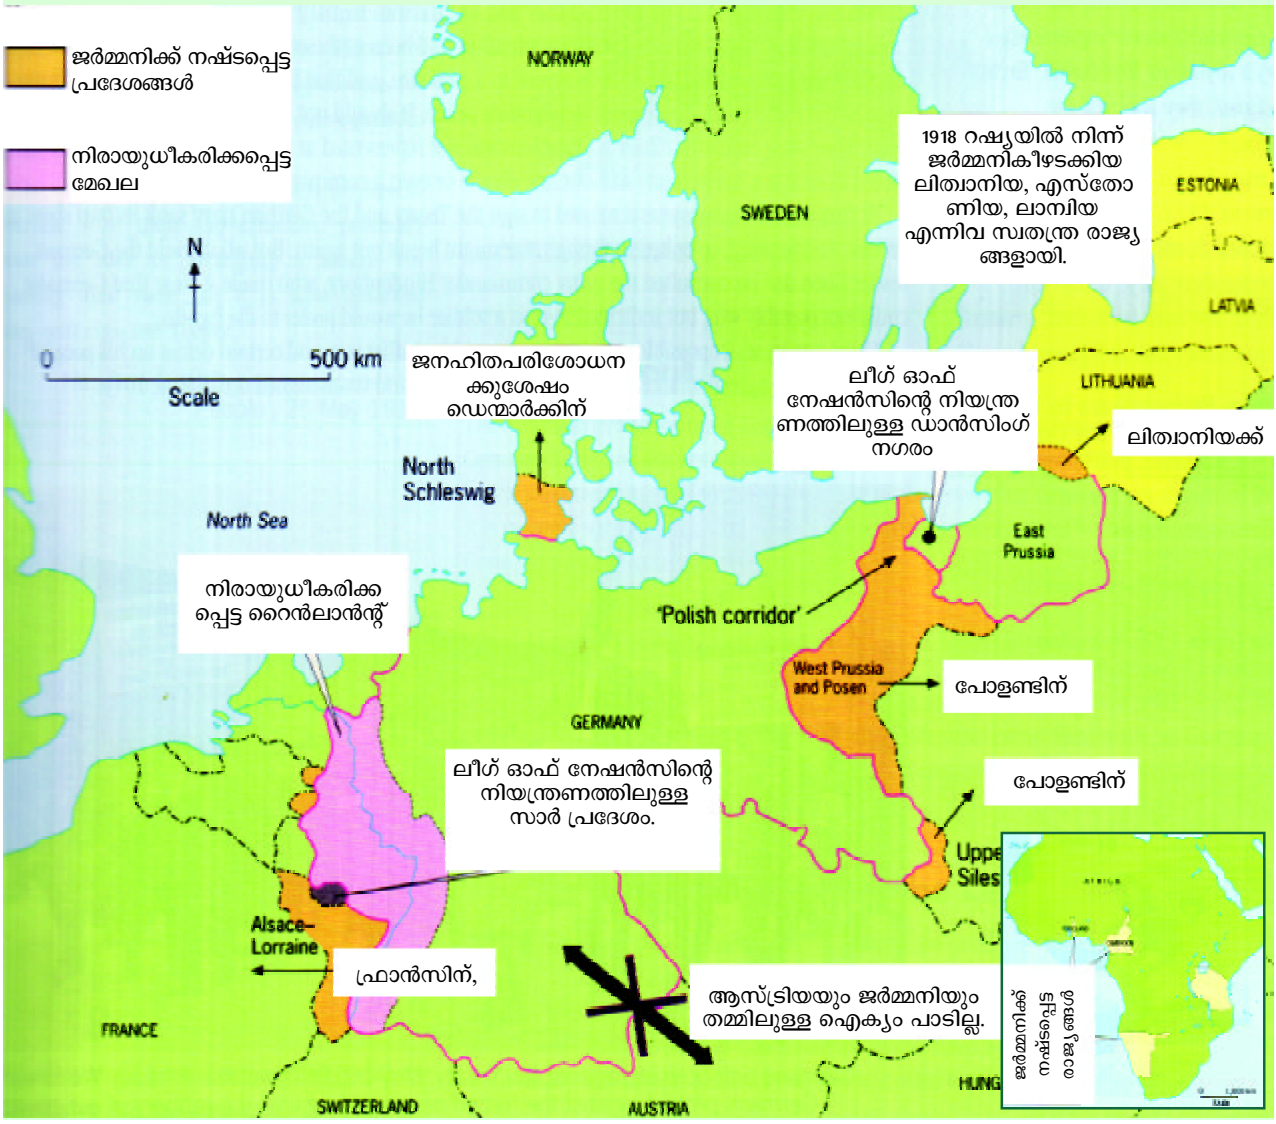 ജർമ്മനിക്ക് നഷ്ടപ്പെട്ട
പ്രദേശങ്ങൾ
നിരായുധീകരിക്കപ്പെട്ട
മേഖല
N
0 500 km
Scale
NORWAY
SWEDEN
1918 റഷ്യയിൽ നിന്ന്
ജർമ്മനികീഴടക്കിയ
ലിത്വാനിയ, എസ്തോ
ണിയ, ലാത്വിയ
എന്നിവ സ്വതന്ത്ര രാജ്യ
ങ്ങളായി.
ESTONIA
LATVIA
LITHUANIA
ജനഹിതപരിശോധന
ക്കുശേഷം
ഡെന്മാർക്കിന്
ലീഗ് ഓഫ്
നേഷൻസിന്റെ നിയന്ത്ര
ണത്തിലുള്ള ഡാൻസിംഗ്
നഗരം
ലിത്വാനിയക്ക്
North
Schleswig
North Sea
East
Prussia
നിരായുധീകരിക്ക
പ്പെട്ട റൈൻലാൻന്റ്
'Polish corridor'
West Prussia
and Posen
പോളണ്ടിന്
GERMANY
ലീഗ് ഓഫ് നേഷൻസിന്റെ
നിയന്ത്രണത്തിലുള്ള
സാർ പ്രദേശം.
പോളണ്ടിന്
Uppe
Siles
Alsace–
Lorraine
ഫ്രാൻസിന്,
ആസ്ട്രിയയും ജർമ്മനിയും
തമ്മിലുള്ള ഐക്യം പാടില്ല.
FRANCE
SWITZERLAND
AUSTRIA
HUNG
AFRICA
ജർമ്മനിക്ക്
നഷ്ടപ്പെട്ട